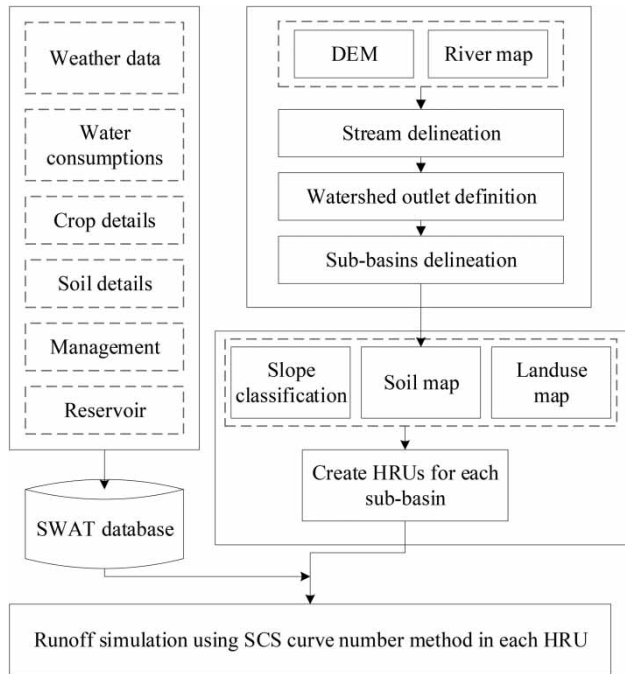 Weather data
Water
consumptions
Crop details
Soil details
Management
Reservoir
SWAT database
DEM
River map
Stream delineation
Watershed outlet definition
Sub-basins delineation
Slope
classification
Soil map
Landuse
map
Create HRUs for each
sub-basin
Runoff simulation using SCS curve number method in each HRU